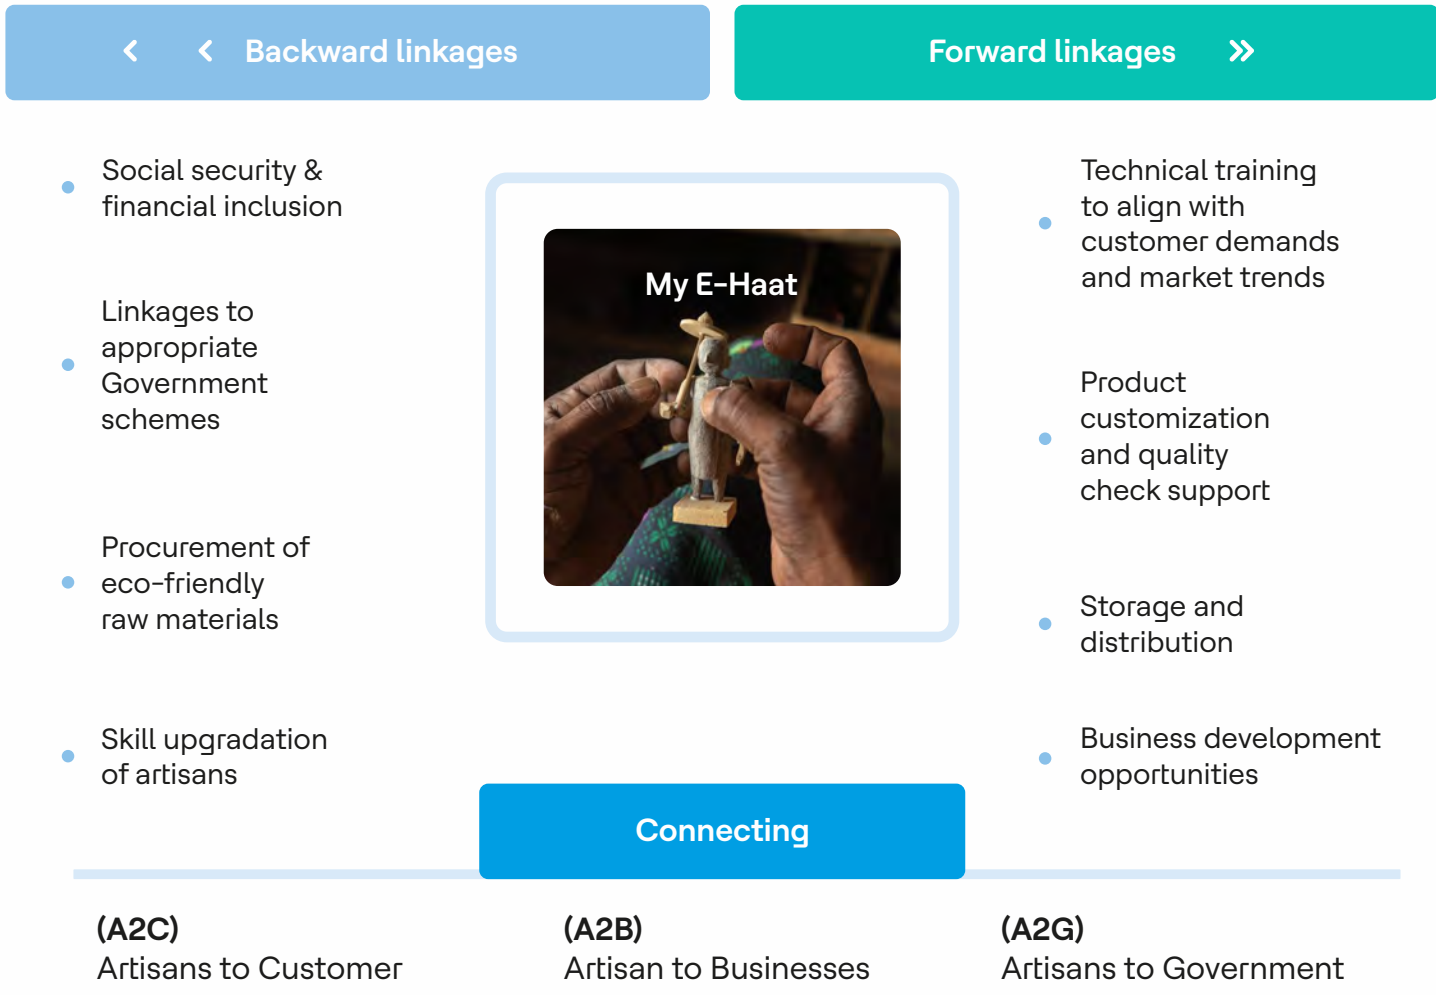 Backward linkages
Forward linkages
Social security &
financial inclusion
Linkages to
appropriate
Government
schemes
Procurement of
eco-friendly
raw materials
Skill upgradation
of artisans
My E-Haat
Technical training
to align with
customer demands
and market trends
Product
customization
and quality
check support
Storage and
distribution
Business development
opportunities
Connecting
(A2C)
Artisans to Customer
(A2B)
Artisan to Businesses
(A2G)
Artisans to Government